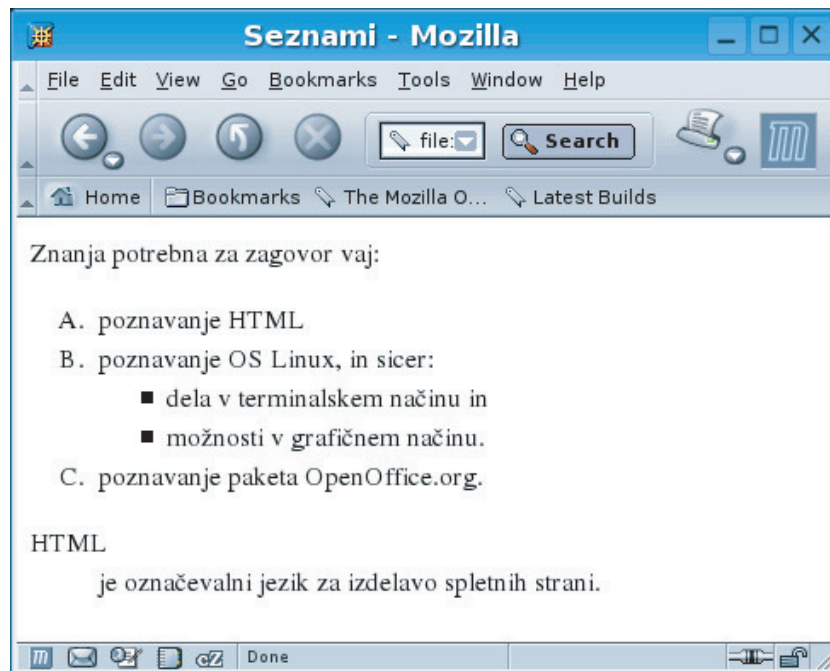 Seznami - Mozilla
File Edit View Go Bookmarks Tools Window Help
file: Search
Home Bookmarks The Mozilla O... Latest Builds
Znanja potrebna za zagovor vaj:
A. poznavanje HTML
B. poznavanje OS Linux, in sicer:
■ dela v terminalskem načinu in
■ možnosti v grafičnem načinu.
C. poznavanje paketa OpenOffice.org.
HTML
je označevalni jezik za izdelavo spletnih strani.
Done